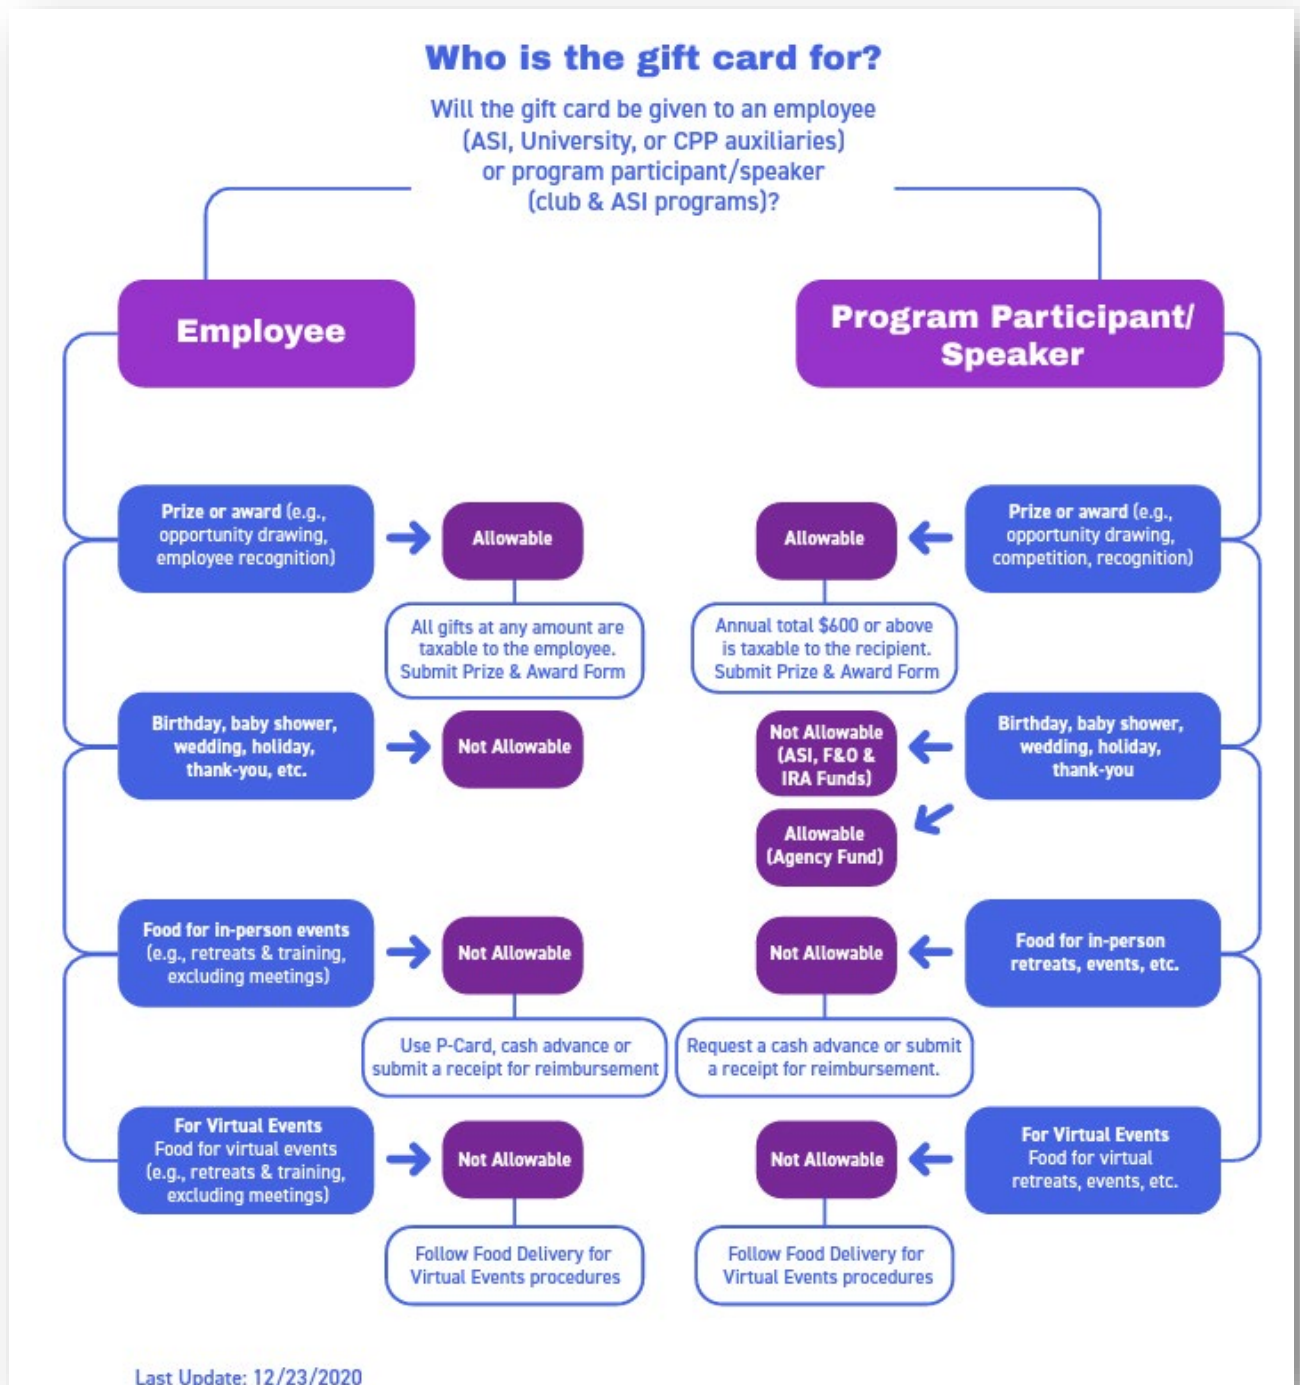 Who is the gift card for?
Will the gift card be given to an employee
(ASI, University, or CPP auxiliaries)
or program participant/speaker
(club & ASI programs)?
Employee
Program Participant/
Speaker
Prize or award (e.g.,
opportunity drawing,
employee recognition)
Allowable
All gifts at any amount are
taxable to the employee.
Submit Prize & Award Form
Allowable
Annual total $600 or above
is taxable to the recipient.
Submit Prize & Award Form
Prize or award (e.g.,
opportunity drawing,
competition, recognition)
Birthday, baby shower,
wedding, holiday,
thank-you, etc.
Not Allowable
Not Allowable
(ASI, F&O &
IRA Funds)
Allowable
(Agency Fund)
Birthday, baby shower,
wedding, holiday,
thank-you
Food for in-person events
(e.g., retreats & training,
excluding meetings)
Not Allowable
Use P-Card, cash advance or
submit a receipt for reimbursement
Not Allowable
Request a cash advance or submit
a receipt for reimbursement.
Food for in-person
retreats, events, etc.
For Virtual Events
Food for virtual events
(e.g., retreats & training,
excluding meetings)
Not Allowable
Follow Food Delivery for
Virtual Events procedures
Not Allowable
Follow Food Delivery for
Virtual Events procedures
For Virtual Events
Food for virtual
retreats, events, etc.
Last Update: 12/23/2020